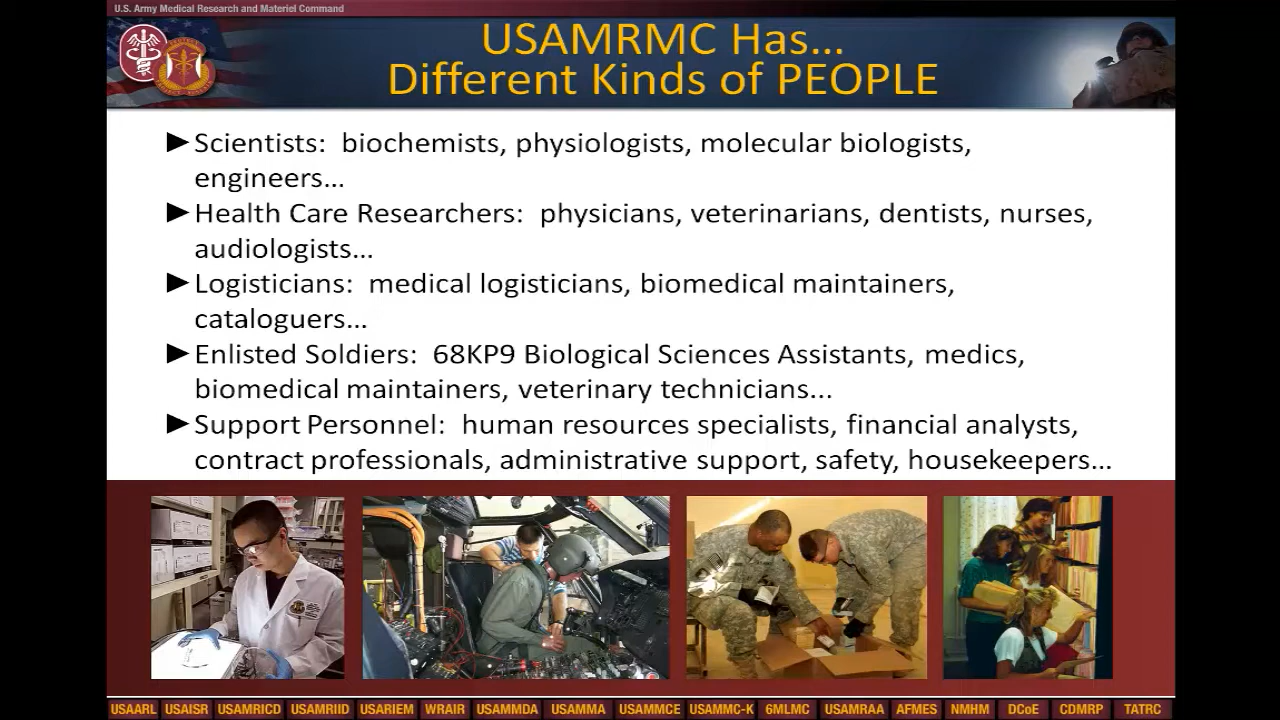 U.S. Army Medical Research and Materiel Command
USAMRMC Has…
Different Kinds of PEOPLE
►Scientists: biochemists, physiologists, molecular biologists,
engineers…
►Health Care Researchers: physicians, veterinarians, dentists, nurses,
audiologists…
►Logisticians: medical logisticians, biomedical maintainers,
cataloguers…
►Enlisted Soldiers: 68KP9 Biological Sciences Assistants, medics,
biomedical maintainers, veterinary technicians...
►Support Personnel: human resources specialists, financial analysts,
contract professionals, administrative support, safety, housekeepers…
USAARL USAISR USAMRICD USAMRIID USARIEM WRAIR USAMMDA USAMMA USAMMCE USAMMC-K 6MLMC USAMRAA AFMES NMHM DCoE CDMRP TATRC